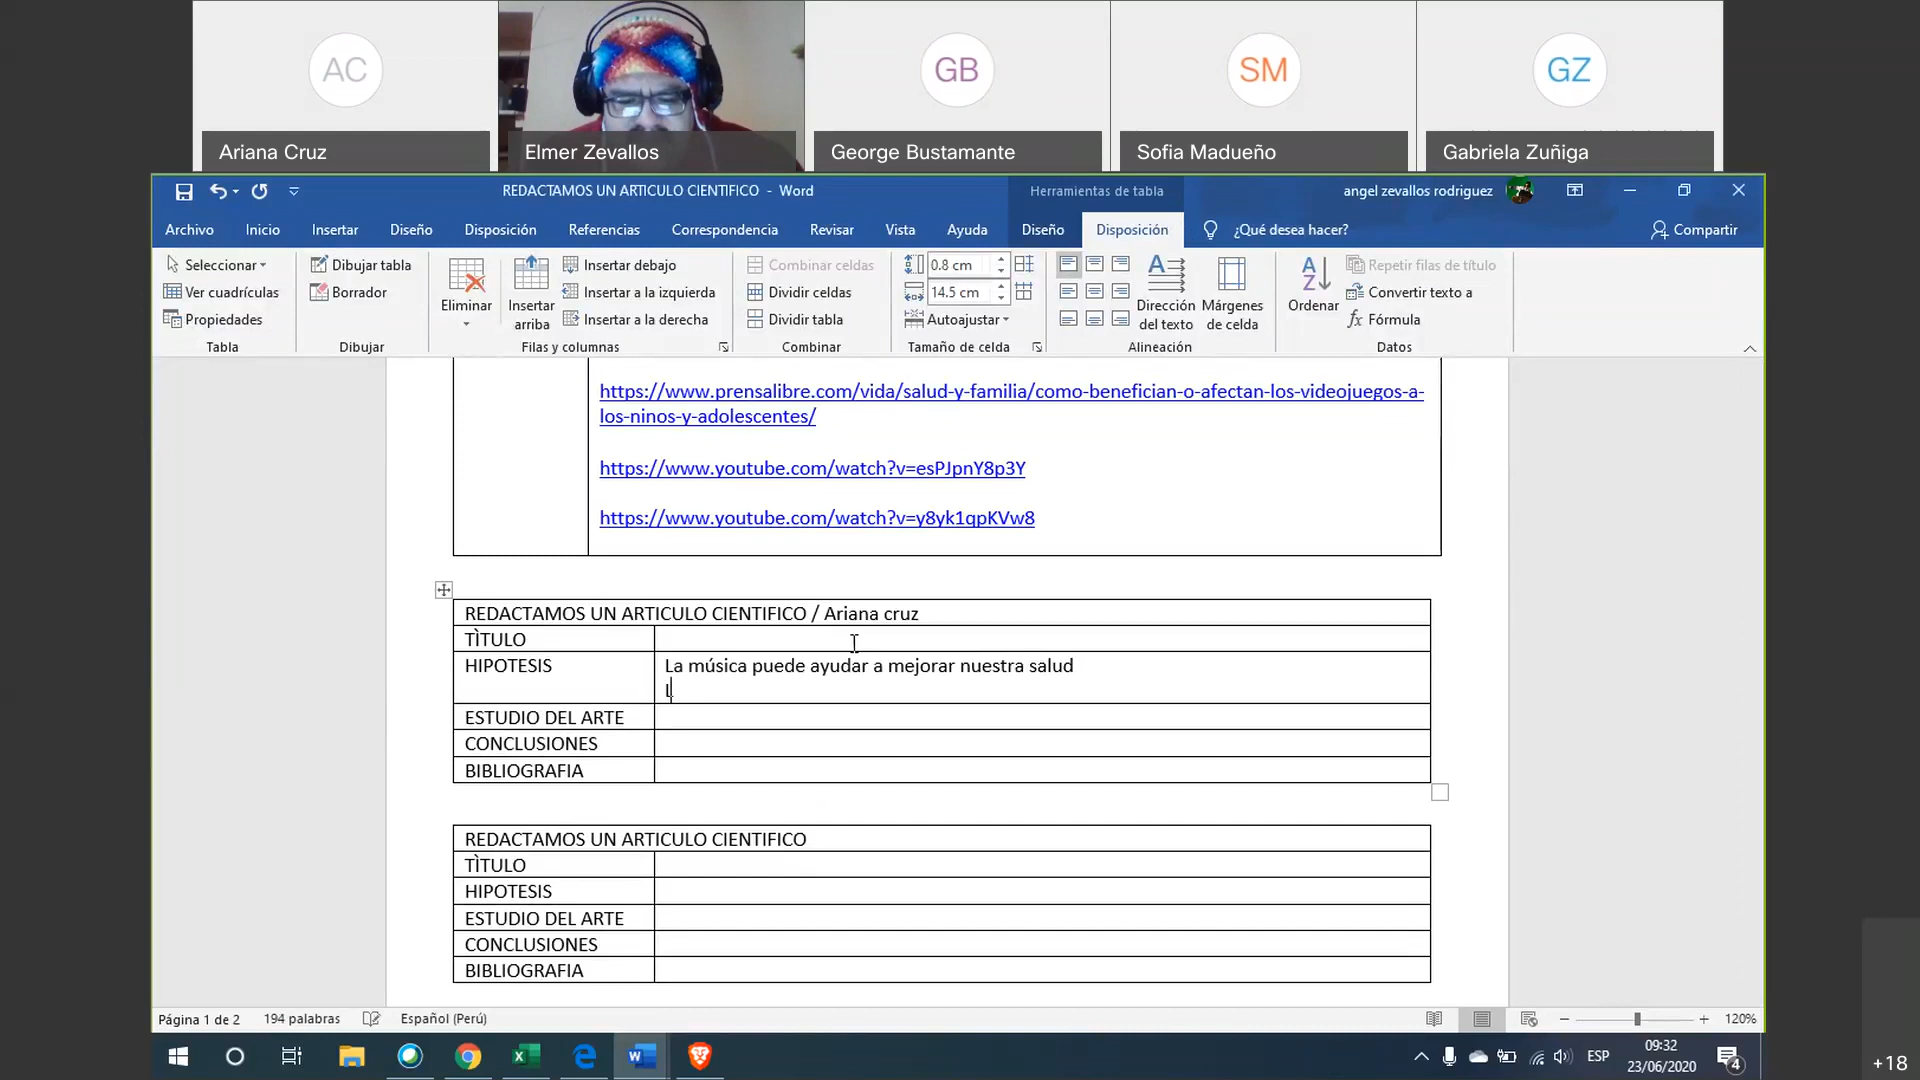 AC
GB
SM
GZ
Ariana Cruz
Elmer Zevallos
George Bustamante
Sofia Madueño
Gabriela Zuñiga
REDACTAMOS UN ARTICULO CIENTIFICO - Word
Herramientas de tabla
angel zevallos rodriguez
Archivo
Inicio
Insertar
Diseño
Disposición
Referencias
Correspondencia
Revisar
Vista
Ayuda
Diseño
Disposición
¿Qué desea hacer?
Compartir
Seleccionar
Ver cuadrículas
Propiedades
Tabla
Dibujar tabla
Borrador
Dibujar
Eliminar
Insertar
arriba
Insertar debajo
Insertar a la izquierda
Insertar a la derecha
Filas y columnas
Combinar celdas
Dividir celdas
Dividir tabla
Combinar
0.8 cm
14.5 cm
Autoajustar
Tamaño de celda
Dirección
del texto
Márgenes
de celda
Alineación
Ordenar
Repetir filas de título
Convertir texto a
Fórmula
Datos
https://www.prensalibre.com/vida/salud-y-familia/como-benefician-o-afectan-los-videojuegos-a-
los-ninos-y-adolescentes/
https://www.youtube.com/watch?v=esPJpnY8p3Y
https://www.youtube.com/watch?v=y8yk1qpKVw8
REDACTAMOS UN ARTICULO CIENTIFICO / Ariana cruz
TÌTULO
HIPOTESIS
La música puede ayudar a mejorar nuestra salud
L
ESTUDIO DEL ARTE
CONCLUSIONES
BIBLIOGRAFIA
REDACTAMOS UN ARTICULO CIENTIFICO
TÌTULO
HIPOTESIS
ESTUDIO DEL ARTE
CONCLUSIONES
BIBLIOGRAFIA
Página 1 de 2
194 palabras
Español (Perú)
120%
ESP
09:32
23/06/2020
4
+18